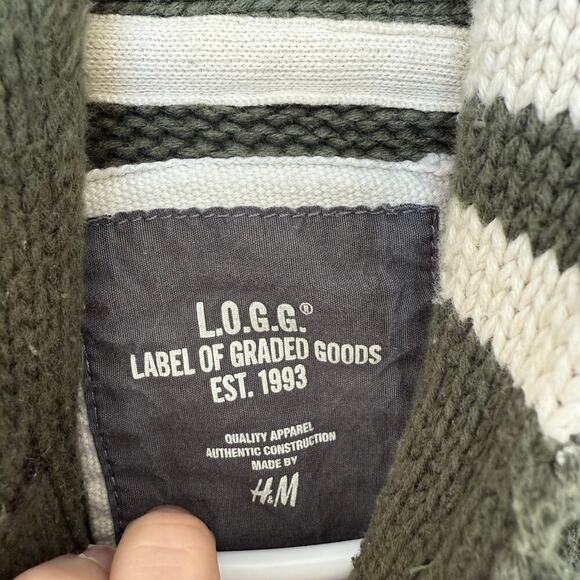 L.O.G.G.®
LABEL OF GRADED GOODS
EST. 1993
QUALITY APPAREL
AUTHENTIC CONSTRUCTION
MADE BY
H&M